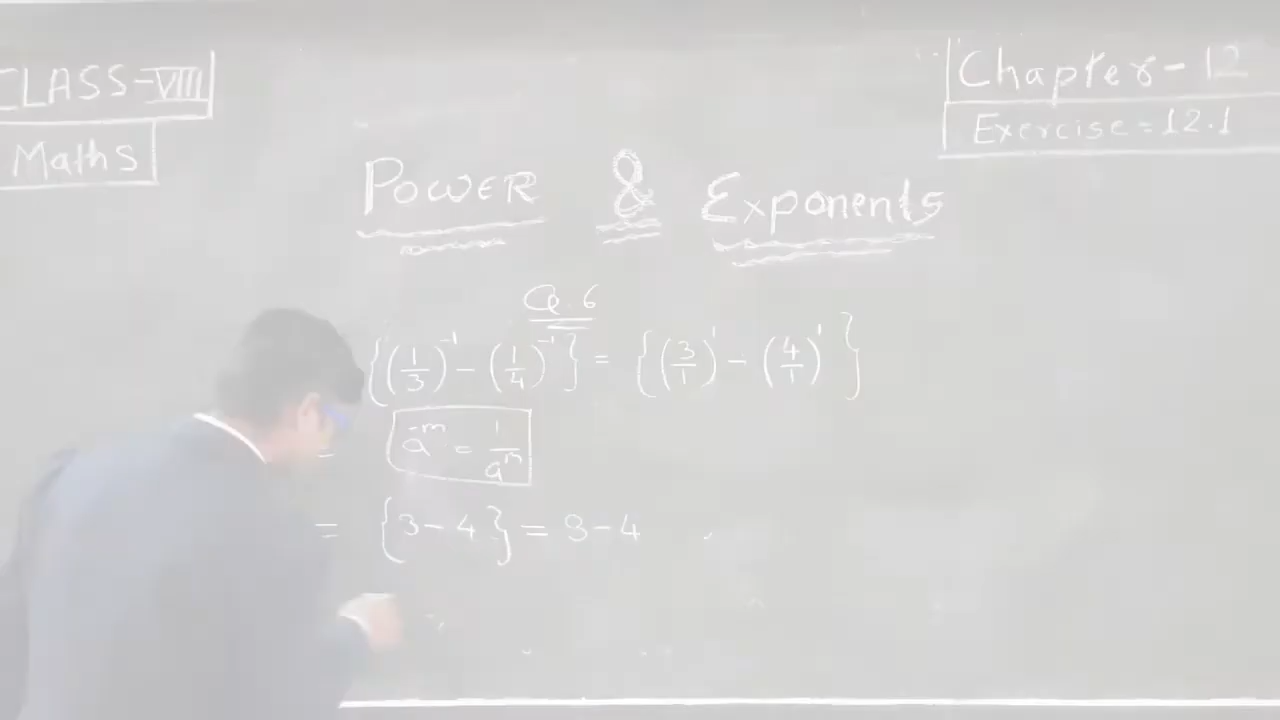 CLASS-VIII
Maths
Chapter-12
Exercise=12.1
POWER & Exponents
Q.6
{(1/3)^-1 - (1/4)^-1} = {(3/1)^1 - (4/1)^1}
a^-m = 1/a^m
=
= {3-4} = 3-4